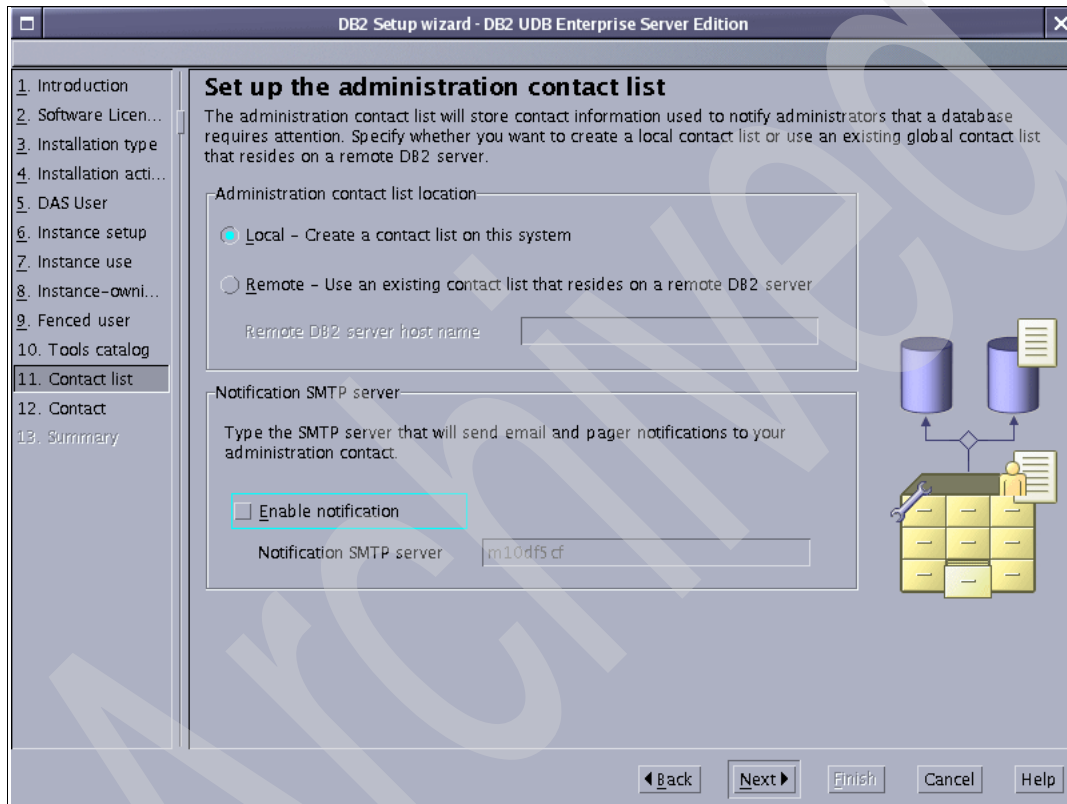 DB2 Setup wizard - DB2 UDB Enterprise Server Edition
1. Introduction
2. Software Licen...
3. Installation type
4. Installation acti...
5. DAS User
6. Instance setup
7. Instance use
8. Instance-owni...
9. Fenced user
10. Tools catalog
11. Contact list
12. Contact
13. Summary
Set up the administration contact list
The administration contact list will store contact information used to notify administrators that a database
requires attention. Specify whether you want to create a local contact list or use an existing global contact list
that resides on a remote DB2 server.
Administration contact list location
Local - Create a contact list on this system
Remote - Use an existing contact list that resides on a remote DB2 server
Remote DB2 server host name
Notification SMTP server
Type the SMTP server that will send email and pager notifications to your
administration contact.
Enable notification
Notification SMTP server m10df5cf
Back Next Finish Cancel Help
Archived